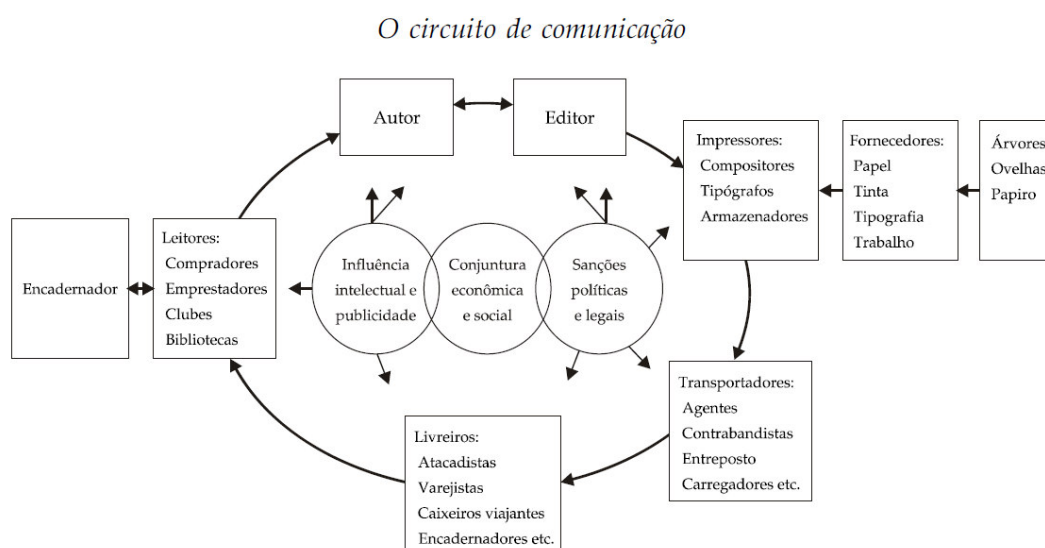 O circuito de comunicação
Autor
Editor
Impressores:
Compositores
Tipógrafos
Armazenadores
Fornecedores:
Papel
Tinta
Tipografia
Trabalho
Árvores
Ovelhas
Papiro
Encadernador
Leitores:
Compradores
Emprestadores
Clubes
Bibliotecas
Influência
intelectual e
publicidade
Conjuntura
econômica
e social
Sanções
políticas
e legais
Transportadores:
Agentes
Contrabandistas
Entreposto
Carregadores etc.
Livreiros:
Atacadistas
Varejistas
Caixeiros viajantes
Encadernadores etc.